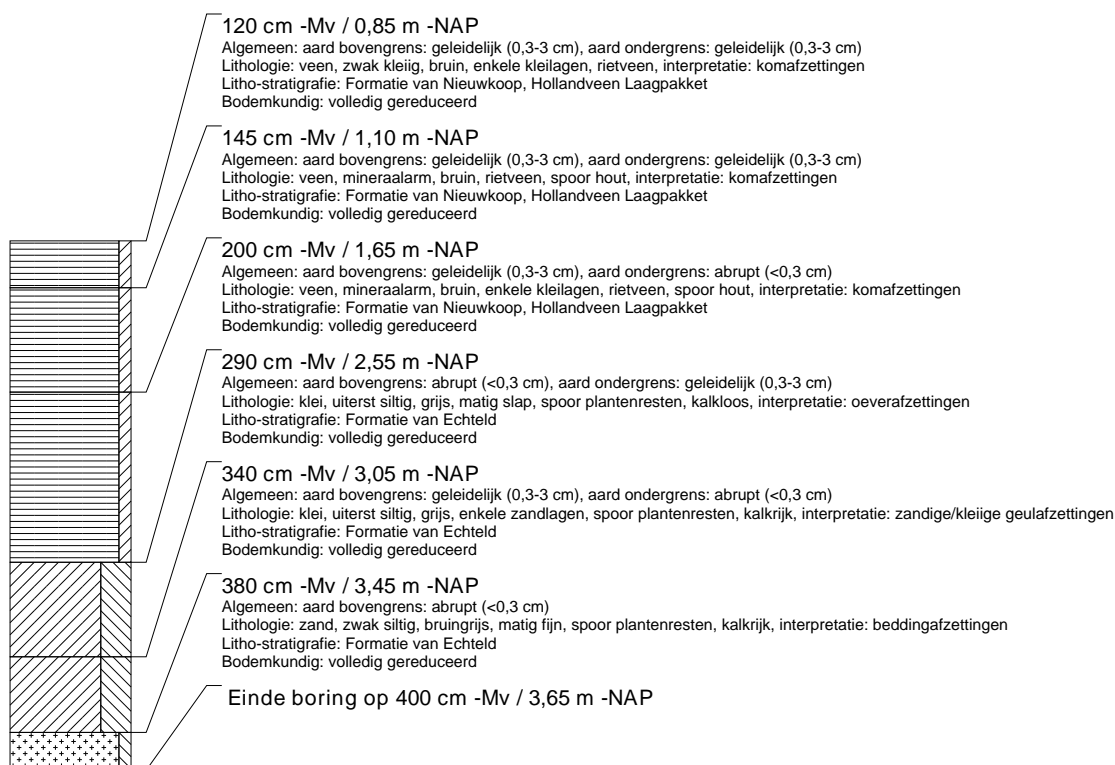 120 cm -Mv / 0,85 m -NAP
Algemeen: aard bovengrens: geleidelijk (0,3-3 cm), aard ondergrens: geleidelijk (0,3-3 cm)
Lithologie: veen, zwak kleiig, bruin, enkele kleilagen, rietveen, interpretatie: komafzettingen
Litho-stratigrafie: Formatie van Nieuwkoop, Hollandveen Laagpakket
Bodemkundig: volledig gereduceerd
145 cm -Mv / 1,10 m -NAP
Algemeen: aard bovengrens: geleidelijk (0,3-3 cm), aard ondergrens: geleidelijk (0,3-3 cm)
Lithologie: veen, mineraalarm, bruin, rietveen, spoor hout, interpretatie: komafzettingen
Litho-stratigrafie: Formatie van Nieuwkoop, Hollandveen Laagpakket
Bodemkundig: volledig gereduceerd
200 cm -Mv / 1,65 m -NAP
Algemeen: aard bovengrens: geleidelijk (0,3-3 cm), aard ondergrens: abrupt (<0,3 cm)
Lithologie: veen, mineraalarm, bruin, enkele kleilagen, rietveen, spoor hout, interpretatie: komafzettingen
Litho-stratigrafie: Formatie van Nieuwkoop, Hollandveen Laagpakket
Bodemkundig: volledig gereduceerd
290 cm -Mv / 2,55 m -NAP
Algemeen: aard bovengrens: abrupt (<0,3 cm), aard ondergrens: geleidelijk (0,3-3 cm)
Lithologie: klei, uiterst siltig, grijs, matig slap, spoor plantenresten, kalkloos, interpretatie: oeverafzettingen
Litho-stratigrafie: Formatie van Echteld
Bodemkundig: volledig gereduceerd
340 cm -Mv / 3,05 m -NAP
Algemeen: aard bovengrens: geleidelijk (0,3-3 cm), aard ondergrens: abrupt (<0,3 cm)
Lithologie: klei, uiterst siltig, grijs, enkele zandlagen, spoor plantenresten, kalkrijk, interpretatie: zandige/kleiige geulafzettingen
Litho-stratigrafie: Formatie van Echteld
Bodemkundig: volledig gereduceerd
380 cm -Mv / 3,45 m -NAP
Algemeen: aard bovengrens: abrupt (<0,3 cm)
Lithologie: zand, zwak siltig, bruingrijs, matig fijn, spoor plantenresten, kalkrijk, interpretatie: beddingafzettingen
Litho-stratigrafie: Formatie van Echteld
Bodemkundig: volledig gereduceerd
Einde boring op 400 cm -Mv / 3,65 m -NAP